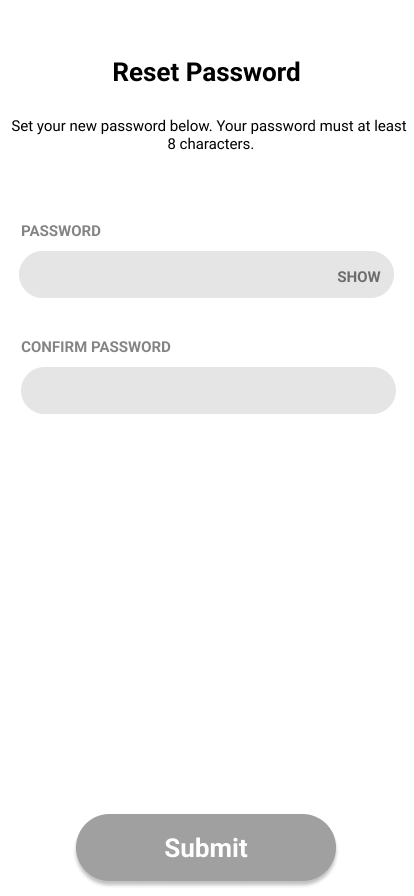 Reset Password
Set your new password below. Your password must at least
8 characters.
PASSWORD
SHOW
CONFIRM PASSWORD
Submit